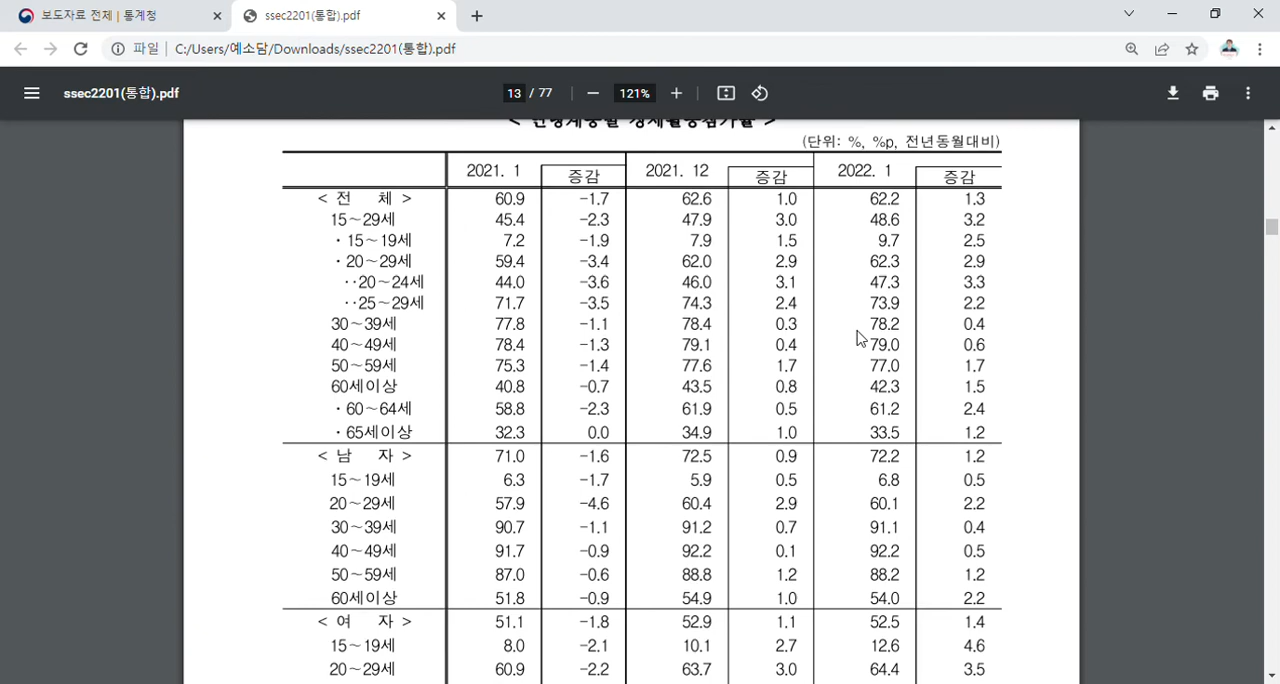 보도자료 전체 | 통계청
ssec2201(통합).pdf
파일 | C:/Users/예소담/Downloads/ssec2201(통합).pdf
ssec2201(통합).pdf 13 / 77 121%
< 연령계층별 경제활동참가율 >
(단위: %, %p, 전년동월대비)
2021. 1 증감 2021. 12 증감 2022. 1 증감
< 전 체 > 60.9 -1.7 62.6 1.0 62.2 1.3
15~29세 45.4 -2.3 47.9 3.0 48.6 3.2
·15~19세 7.2 -1.9 7.9 1.5 9.7 2.5
·20~29세 59.4 -3.4 62.0 2.9 62.3 2.9
··20~24세 44.0 -3.6 46.0 3.1 47.3 3.3
··25~29세 71.7 -3.5 74.3 2.4 73.9 2.2
30~39세 77.8 -1.1 78.4 0.3 78.2 0.4
40~49세 78.4 -1.3 79.1 0.4 79.0 0.6
50~59세 75.3 -1.4 77.6 1.7 77.0 1.7
60세이상 40.8 -0.7 43.5 0.8 42.3 1.5
·60~64세 58.8 -2.3 61.9 0.5 61.2 2.4
·65세이상 32.3 0.0 34.9 1.0 33.5 1.2
< 남 자 > 71.0 -1.6 72.5 0.9 72.2 1.2
15~19세 6.3 -1.7 5.9 0.5 6.8 0.5
20~29세 57.9 -4.6 60.4 2.9 60.1 2.2
30~39세 90.7 -1.1 91.2 0.7 91.1 0.4
40~49세 91.7 -0.9 92.2 0.1 92.2 0.5
50~59세 87.0 -0.6 88.8 1.2 88.2 1.2
60세이상 51.8 -0.9 54.9 1.0 54.0 2.2
< 여 자 > 51.1 -1.8 52.9 1.1 52.5 1.4
15~19세 8.0 -2.1 10.1 2.7 12.6 4.6
20~29세 60.9 -2.2 63.7 3.0 64.4 3.5